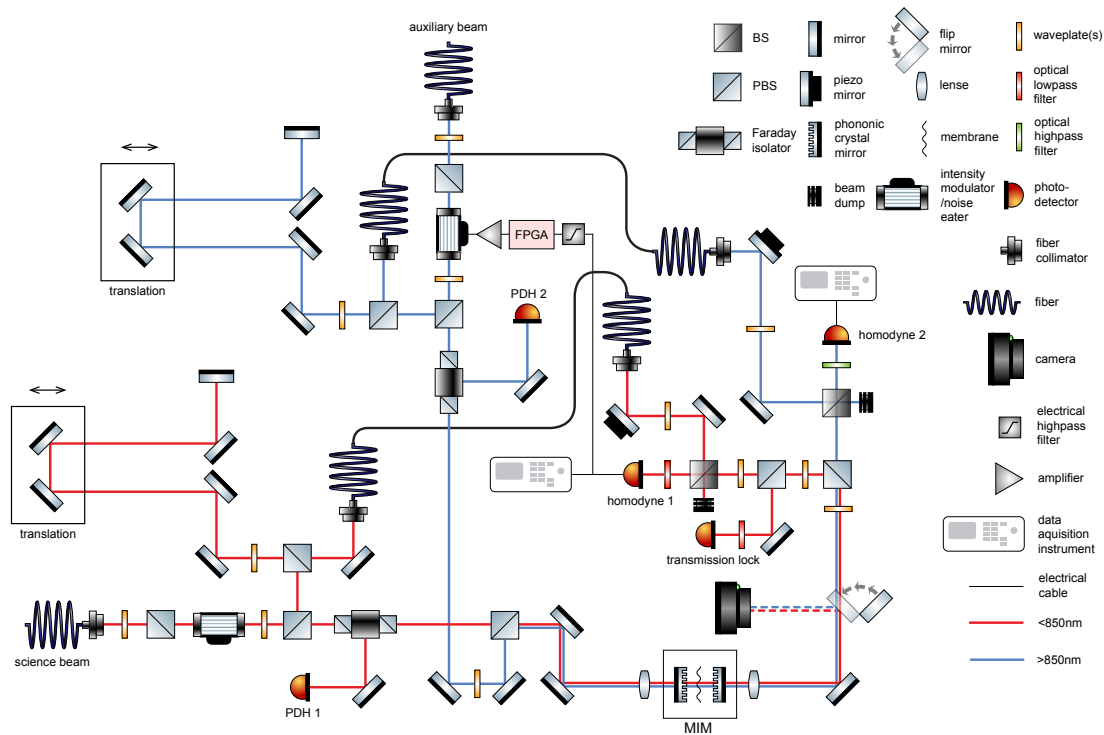 auxiliary beam
BS
mirror
flip
mirror
waveplate(s)
PBS
piezo
mirror
lense
optical
lowpass
filter
Faraday
isolator
phononic
crystal
mirror
membrane
optical
highpass
filter
beam
dump
intensity
modulator
/noise
eater
photo-
detector
FPGA
fiber
collimator
translation
PDH 2
homodyne 2
fiber
camera
electrical
highpass
filter
homodyne 1
amplifier
translation
transmission lock
data
aquisition
instrument
electrical
cable
<850nm
science beam
PDH 1
>850nm
MIM